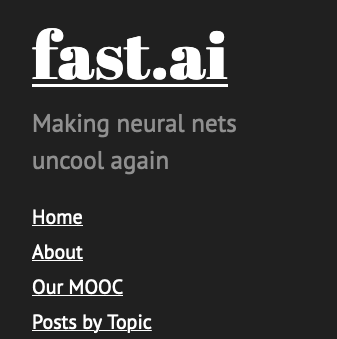 fast.ai
Making neural nets
uncool again
Home
About
Our MOOC
Posts by Topic